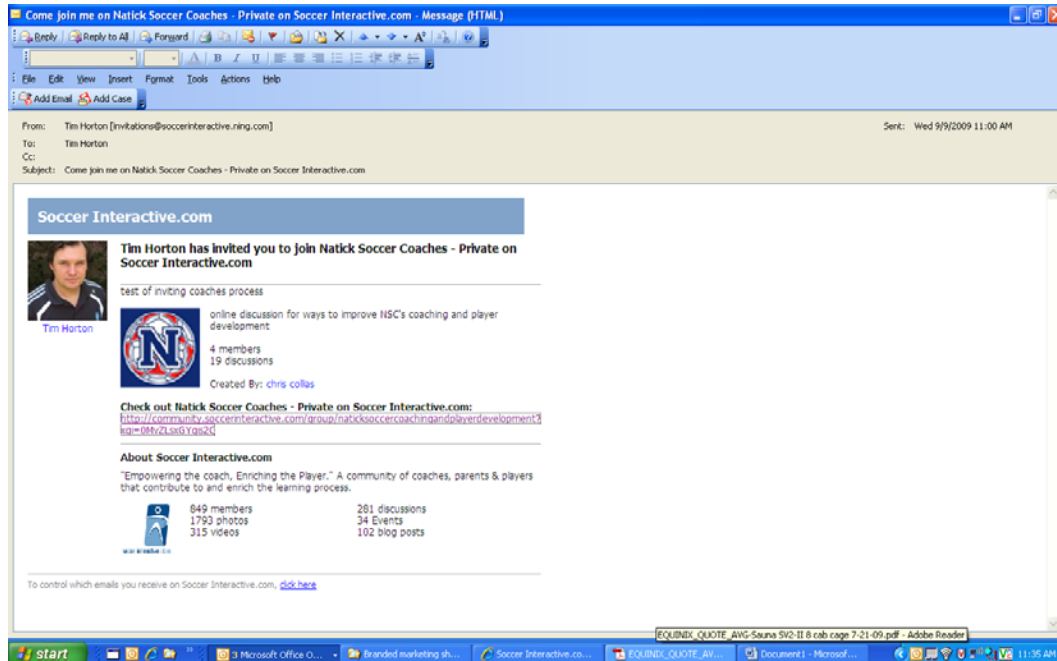 Come join me on Natick Soccer Coaches - Private on Soccer Interactive.com - Message (HTML)
Reply Reply to All Forward
File Edit View Insert Format Tools Actions Help
Add Email Add Case
From: Tim Horton [invitations@soccerinteractive.ning.com] Sent: Wed 9/9/2009 11:00 AM
To: Tim Horton
Cc:
Subject: Come join me on Natick Soccer Coaches - Private on Soccer Interactive.com
Soccer Interactive.com
Tim Horton has invited you to join Natick Soccer Coaches - Private on
Soccer Interactive.com
test of inviting coaches process
Tim Horton
N
online discussion for ways to improve NSC's coaching and player
development
4 members
19 discussions
Created By: chris collas
Check out Natick Soccer Coaches - Private on Soccer Interactive.com:
http://community.soccerinteractive.com/group/naticksoccercoachingandplayerdevelopment?
About Soccer Interactive.com
"Empowering the coach, Enriching the Player." A community of coaches, parents & players
that contribute to and enrich the learning process.
849 members 281 discussions
1793 photos 34 Events
315 videos 102 blog posts
To control which emails you receive on Soccer Interactive.com, click here
EQUINIX_QUOTE_AVG-Sauna SV2-II 8 cab cage 7-21-09.pdf - Adobe Reader
start 3 Microsoft Office O... Branded marketing sh... Soccer Interactive.co... EQUINIX_QUOTE_AV... Document1 - Microsof... 11:35 AM